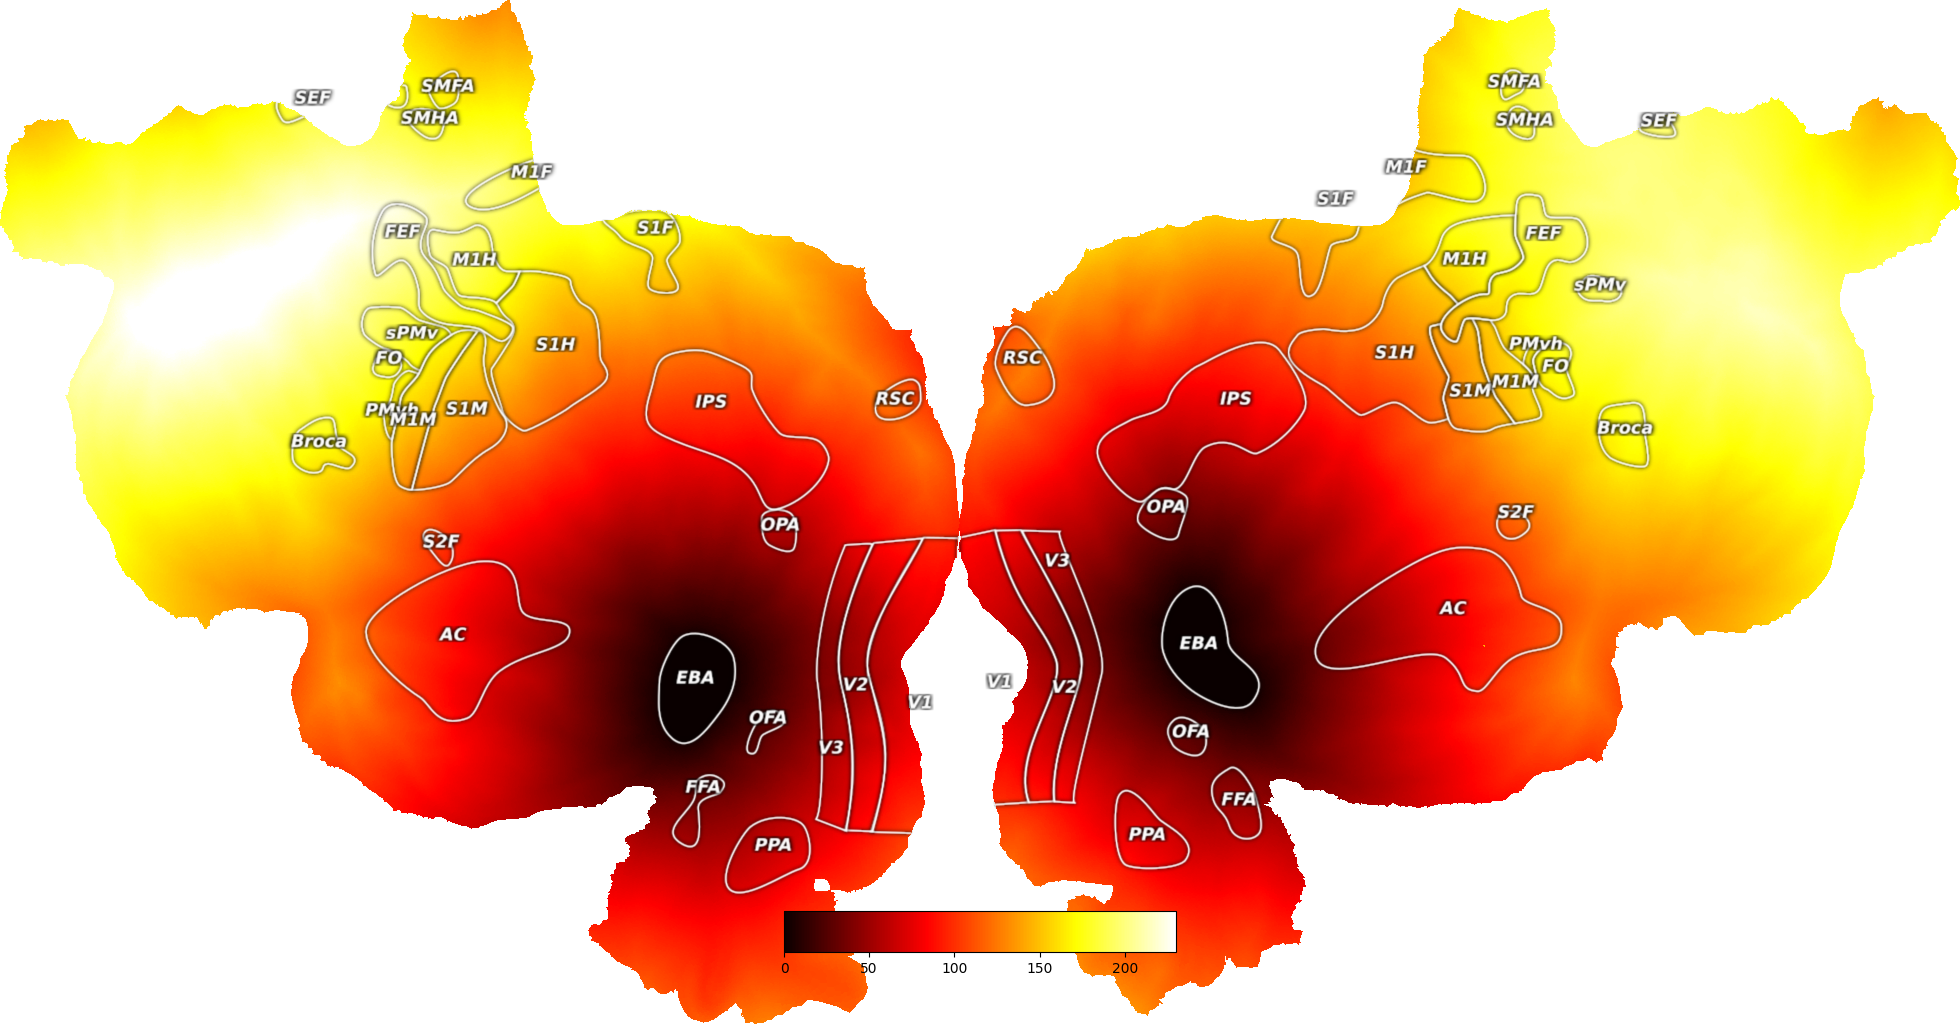 SEF
SMFA
SMHA
M1F
FEF
M1H
S1F
sPMv
FO
S1H
PMvh
M1M
S1M
Broca
IPS
RSC
OPA
S2F
AC
EBA
OFA
V2
V1
V3
FFA
PPA
SMFA
SMHA
SEF
M1F
S1F
FEF
M1H
sPMv
RSC
S1H
PMvh
FO
M1M
S1M
IPS
Broca
OPA
S2F
V3
AC
EBA
V1
V2
OFA
FFA
PPA
0 50 100 150 200